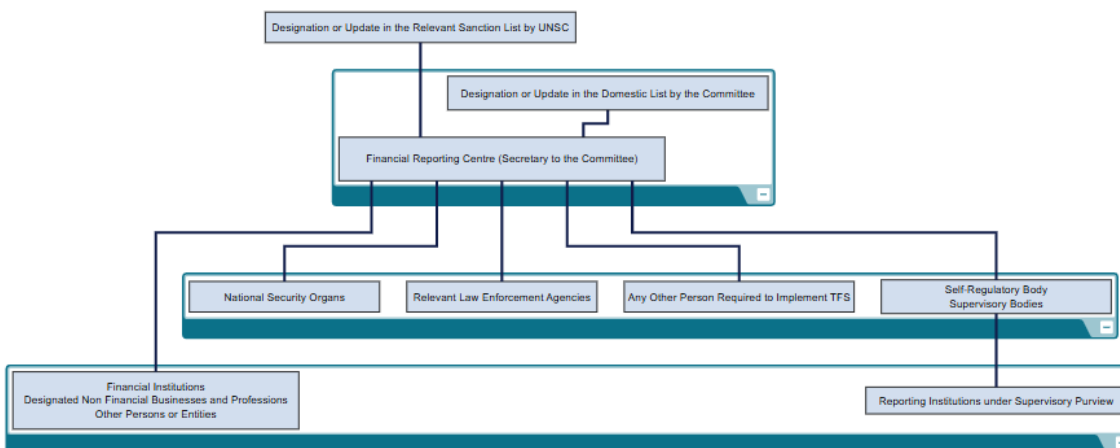 Designation or Update in the Relevant Sanction List by UNSC
Designation or Update in the Domestic List by the Committee
Financial Reporting Centre (Secretary to the Committee)
National Security Organs
Relevant Law Enforcement Agencies
Any Other Person Required to Implement TFS
Self-Regulatory Body
Supervisory Bodies
Financial Institutions
Designated Non Financial Businesses and Professions
Other Persons or Entities
Reporting Institutions under Supervisory Purview